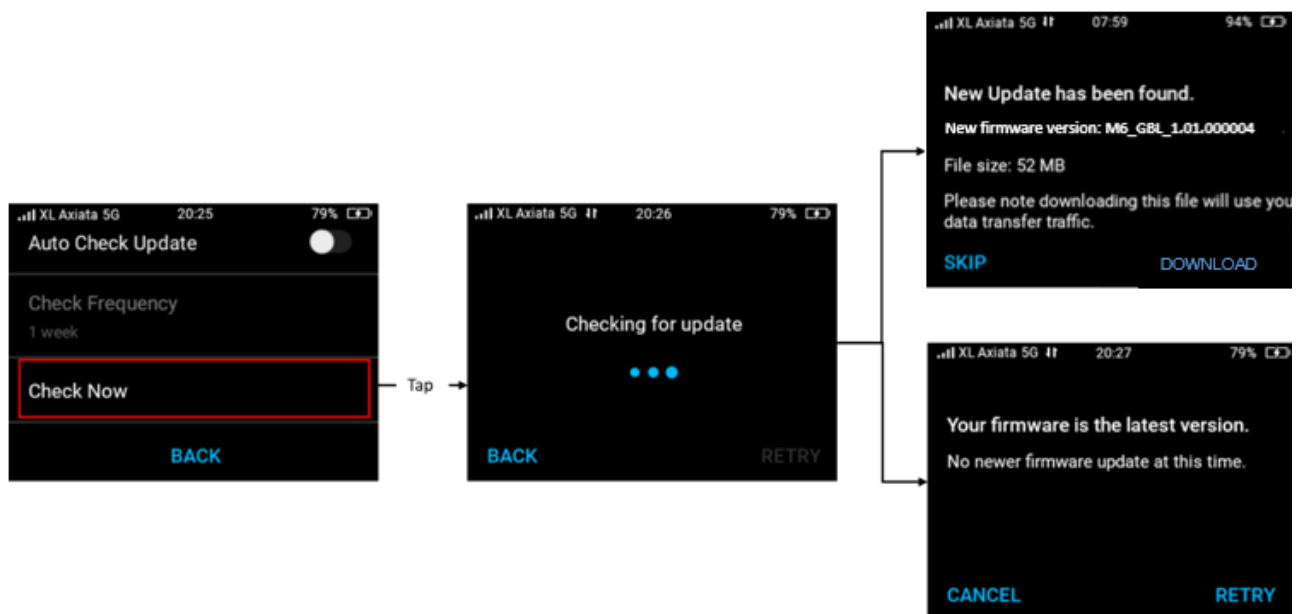 XL Axiata 5G 20:25 79%
Auto Check Update
Check Frequency
1 week
Check Now
BACK
Tap
XL Axiata 5G 20:26 79%
Checking for update
BACK RETRY
XL Axiata 5G 07:59 94%
New Update has been found.
New firmware version: M6_GBL_1.01.000004
File size: 52 MB
Please note downloading this file will use you
data transfer traffic.
SKIP DOWNLOAD
XL Axiata 5G 20:27 79%
Your firmware is the latest version.
No newer firmware update at this time.
CANCEL RETRY